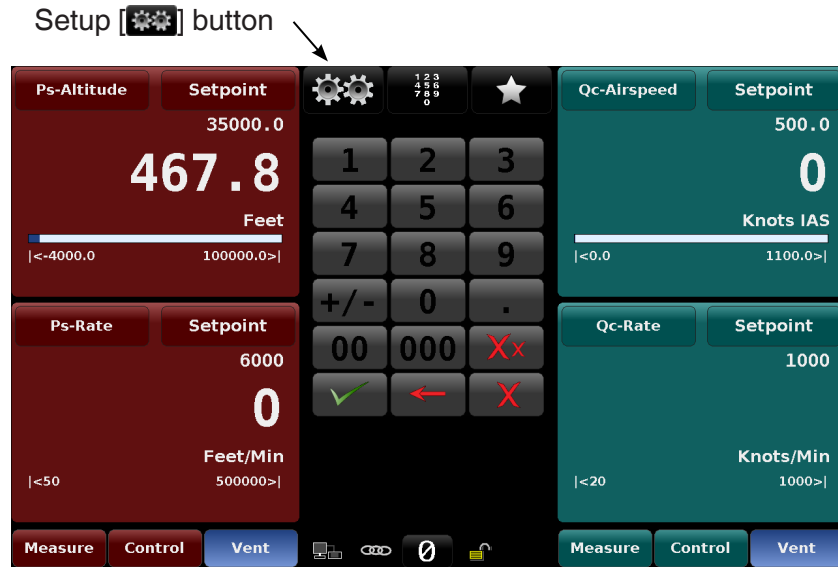 Setup [⚙⚙] button
Ps-Altitude Setpoint
35000.0
467.8
Feet
|<-4000.0 100000.0>|
Ps-Rate Setpoint
6000
0
Feet/Min
|<50 500000>|
Measure Control Vent
1 2 3
4 5 6
7 8 9
0
1 2 3
4 5 6
7 8 9
+/- 0 .
00 000 Xx
X
0
Qc-Airspeed Setpoint
500.0
0
Knots IAS
|<0.0 1100.0>|
Qc-Rate Setpoint
1000
Knots/Min
|<20 1000>|
Measure Control Vent